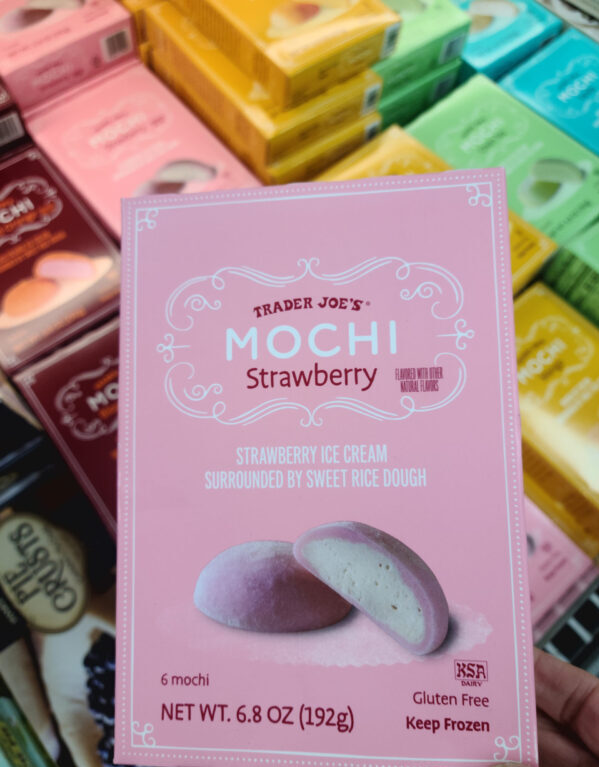 TRADER JOE'S®
MOCHI
Strawberry
FLAVORED WITH OTHER
NATURAL FLAVORS
STRAWBERRY ICE CREAM
SURROUNDED BY SWEET RICE DOUGH
6 mochi
NET WT. 6.8 OZ (192g)
KSA
DAIRY
Gluten Free
Keep Frozen
MOCHI
MOCHI
MOCHI
MOCHI
MOCHI
PIE
CRUSTS